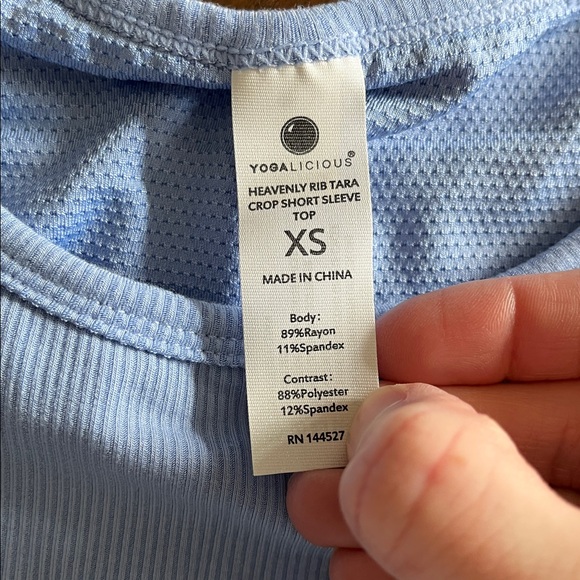 YOGALICIOUS®
HEAVENLY RIB TARA
CROP SHORT SLEEVE
TOP
XS
MADE IN CHINA
Body:
89%Rayon
11%Spandex
Contrast:
88%Polyester
12%Spandex
RN 144527